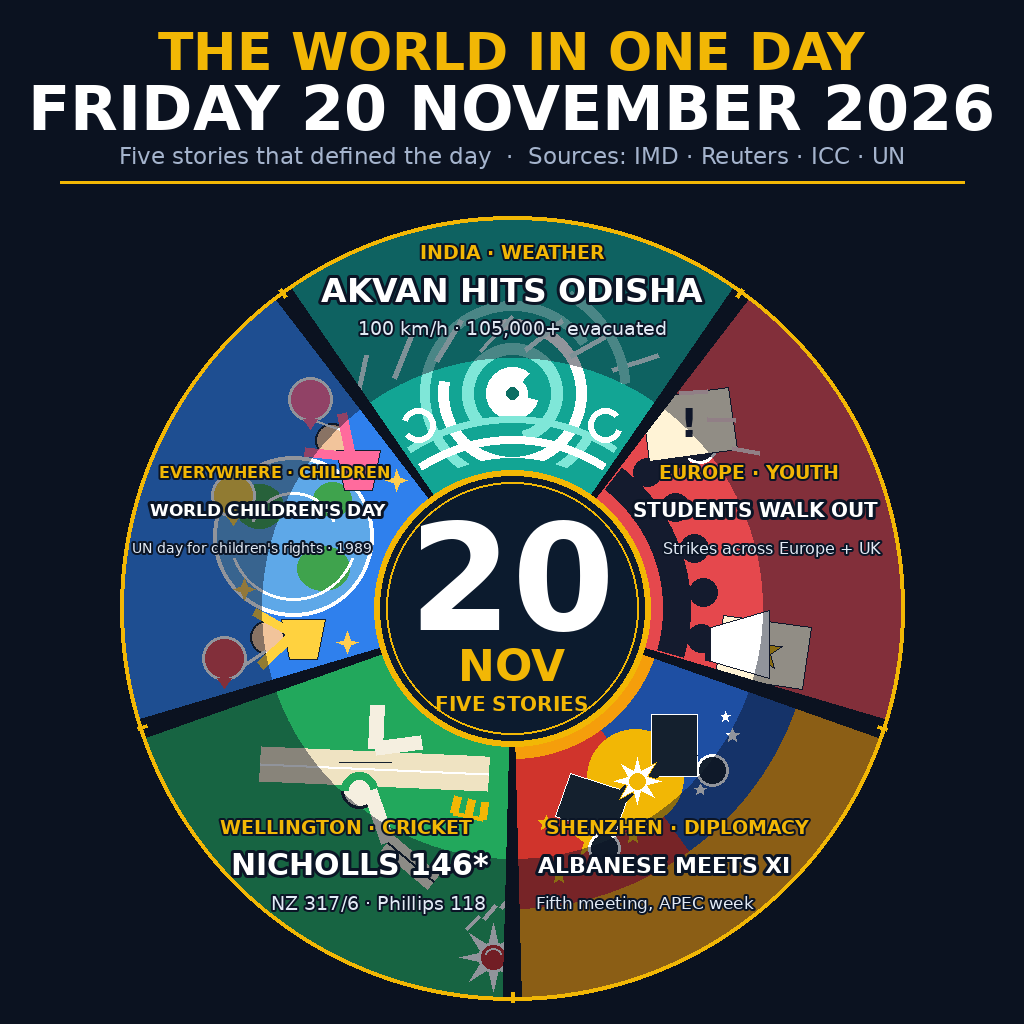 THE WORLD IN ONE DAY
FRIDAY 20 NOVEMBER 2026
Five stories that defined the day · Sources: IMD · Reuters · ICC · UN
INDIA · WEATHER
AKVAN HITS ODISHA
100 km/h · 105,000+ evacuated
!
EUROPE · YOUTH
STUDENTS WALK OUT
Strikes across Europe + UK
EVERYWHERE · CHILDREN
WORLD CHILDREN'S DAY
UN day for children's rights · 1989
20
NOV
FIVE STORIES
WELLINGTON · CRICKET
NICHOLLS 146*
NZ 317/6 · Phillips 118
SHENZHEN · DIPLOMACY
ALBANESE MEETS XI
Fifth meeting, APEC week